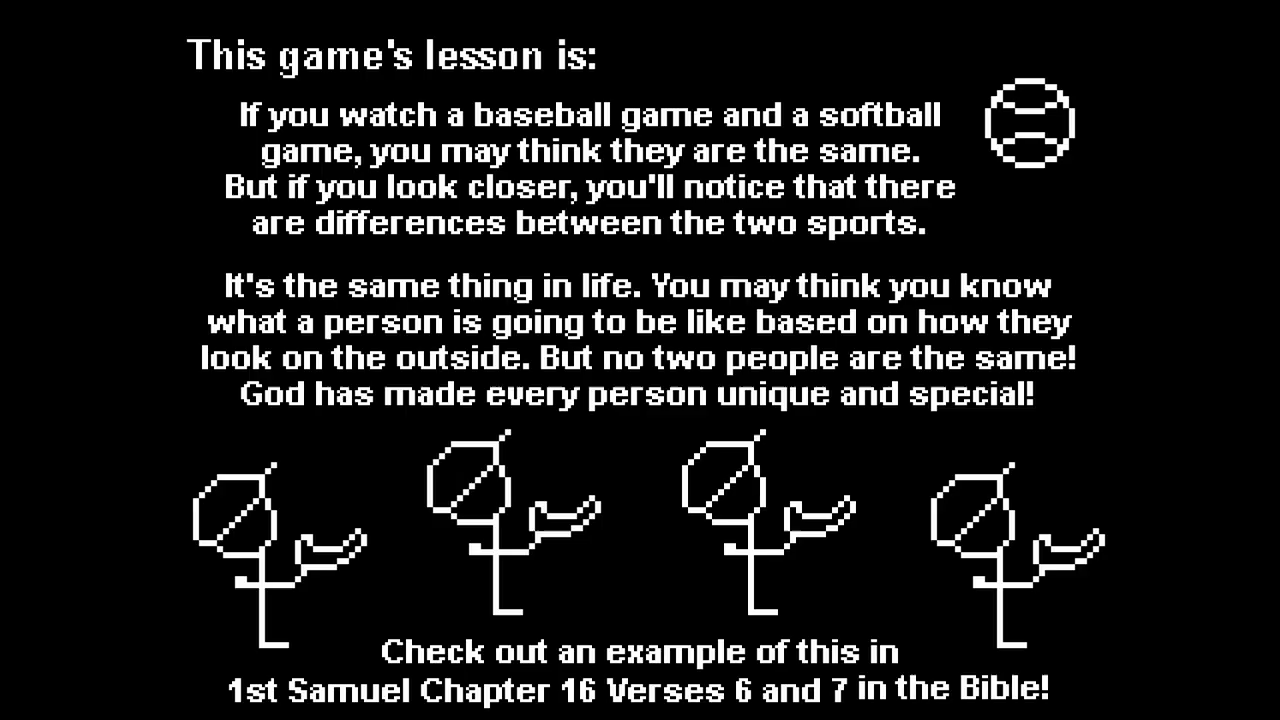 This game's lesson is:
If you watch a baseball game and a softball
game, you may think they are the same.
But if you look closer, you'll notice that there
are differences between the two sports.
It's the same thing in life. You may think you know
what a person is going to be like based on how they
look on the outside. But no two people are the same!
God has made every person unique and special!
Check out an example of this in
1st Samuel Chapter 16 Verses 6 and 7 in the Bible!